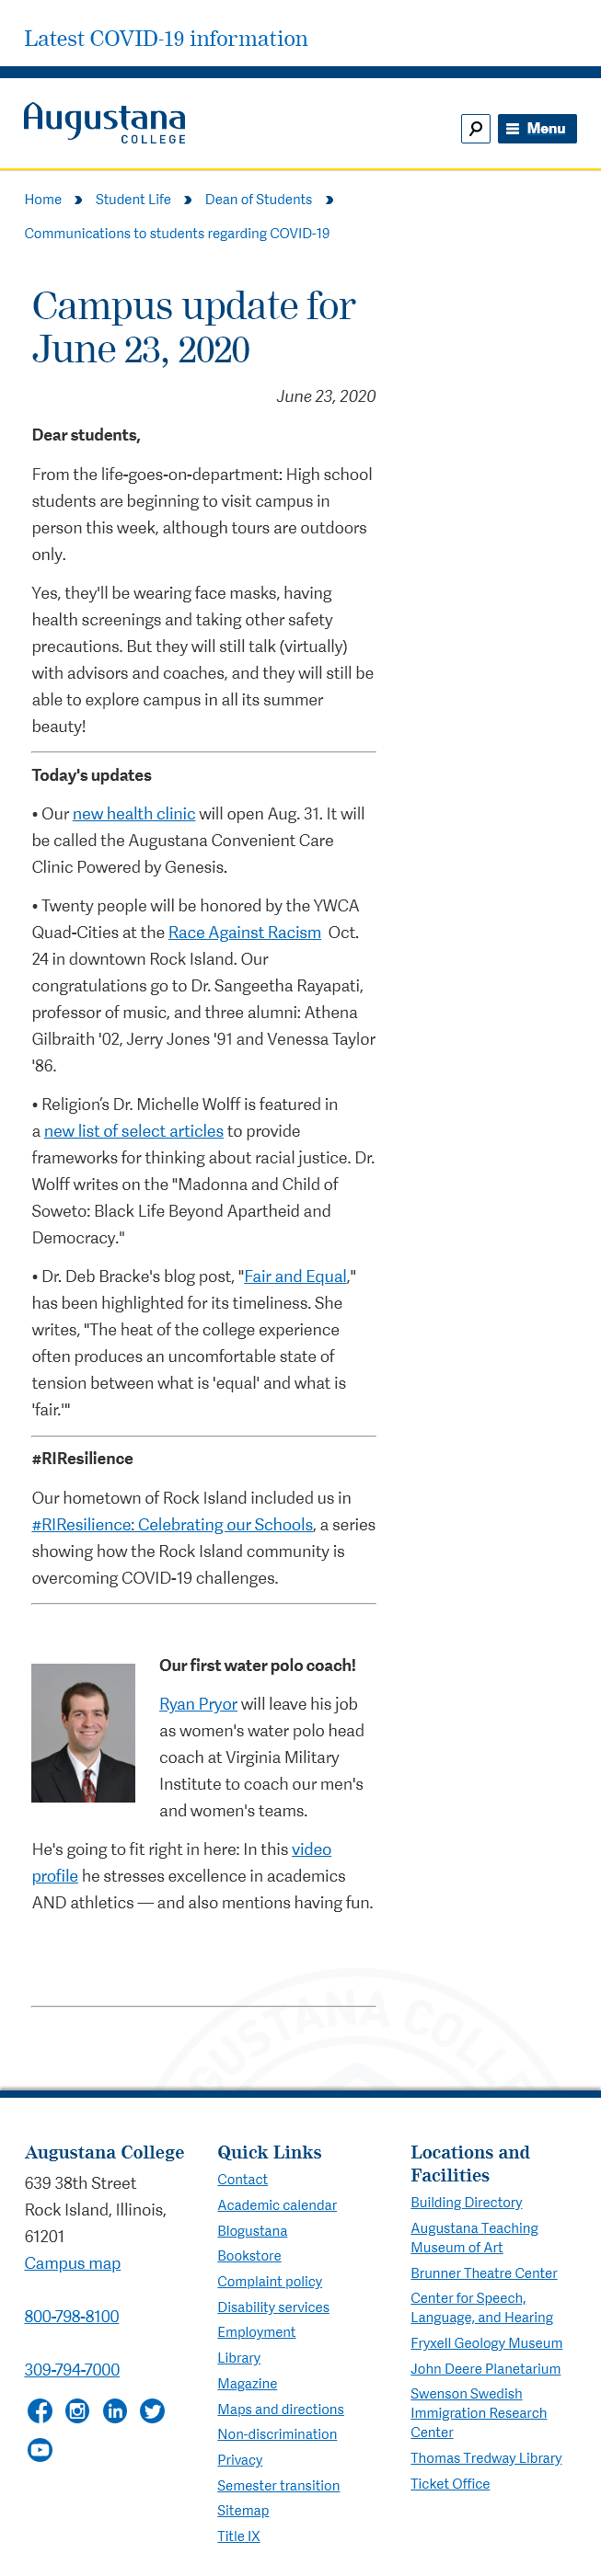 Latest COVID-19 information
Augustana
COLLEGE
Menu
Home
Student Life
Dean of Students
Communications to students regarding COVID-19
Campus update for
June 23, 2020
June 23, 2020
Dear students,
From the life-goes-on-department: High school
students are beginning to visit campus in
person this week, although tours are outdoors
only.
Yes, they'll be wearing face masks, having
health screenings and taking other safety
precautions. But they will still talk (virtually)
with advisors and coaches, and they will still be
able to explore campus in all its summer
beauty!
Today's updates
• Our new health clinic will open Aug. 31. It will
be called the Augustana Convenient Care
Clinic Powered by Genesis.
• Twenty people will be honored by the YWCA
Quad-Cities at the Race Against Racism Oct.
24 in downtown Rock Island. Our
congratulations go to Dr. Sangeetha Rayapati,
professor of music, and three alumni: Athena
Gilbraith '02, Jerry Jones '91 and Venessa Taylor
'86.
• Religion’s Dr. Michelle Wolff is featured in
a new list of select articles to provide
frameworks for thinking about racial justice. Dr.
Wolff writes on the "Madonna and Child of
Soweto: Black Life Beyond Apartheid and
Democracy."
• Dr. Deb Bracke's blog post, "Fair and Equal,"
has been highlighted for its timeliness. She
writes, "The heat of the college experience
often produces an uncomfortable state of
tension between what is 'equal' and what is
'fair.'"
#RIResilience
Our hometown of Rock Island included us in
#RIResilience: Celebrating our Schools, a series
showing how the Rock Island community is
overcoming COVID-19 challenges.
Our first water polo coach!
Ryan Pryor will leave his job
as women's water polo head
coach at Virginia Military
Institute to coach our men's
and women's teams.
He's going to fit right in here: In this video
profile he stresses excellence in academics
AND athletics — and also mentions having fun.
AUGUSTANA COLLEGE
Augustana College
639 38th Street
Rock Island, Illinois,
61201
Campus map
800-798-8100
309-794-7000
Quick Links
Contact
Academic calendar
Blogustana
Bookstore
Complaint policy
Disability services
Employment
Library
Magazine
Maps and directions
Non-discrimination
Privacy
Semester transition
Sitemap
Title IX
Locations and
Facilities
Building Directory
Augustana Teaching
Museum of Art
Brunner Theatre Center
Center for Speech,
Language, and Hearing
Fryxell Geology Museum
John Deere Planetarium
Swenson Swedish
Immigration Research
Center
Thomas Tredway Library
Ticket Office